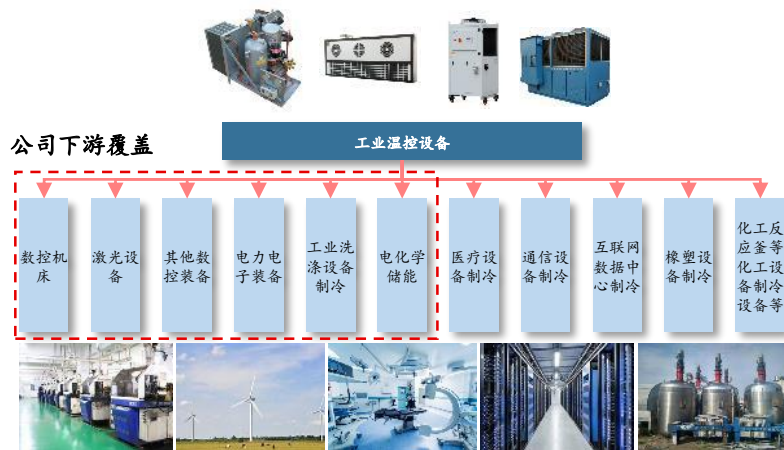 工业温控设备
公司下游覆盖
数控机
床
激光设
备
其他数
控装备
电力电
子装备
工业洗
涤设备
制冷
电化学
储能
医疗设
备制冷
通信设
备制冷
互联网
数据中
心制冷
橡塑设
备制冷
化工反
应釜等
化工设
备制冷
设备等